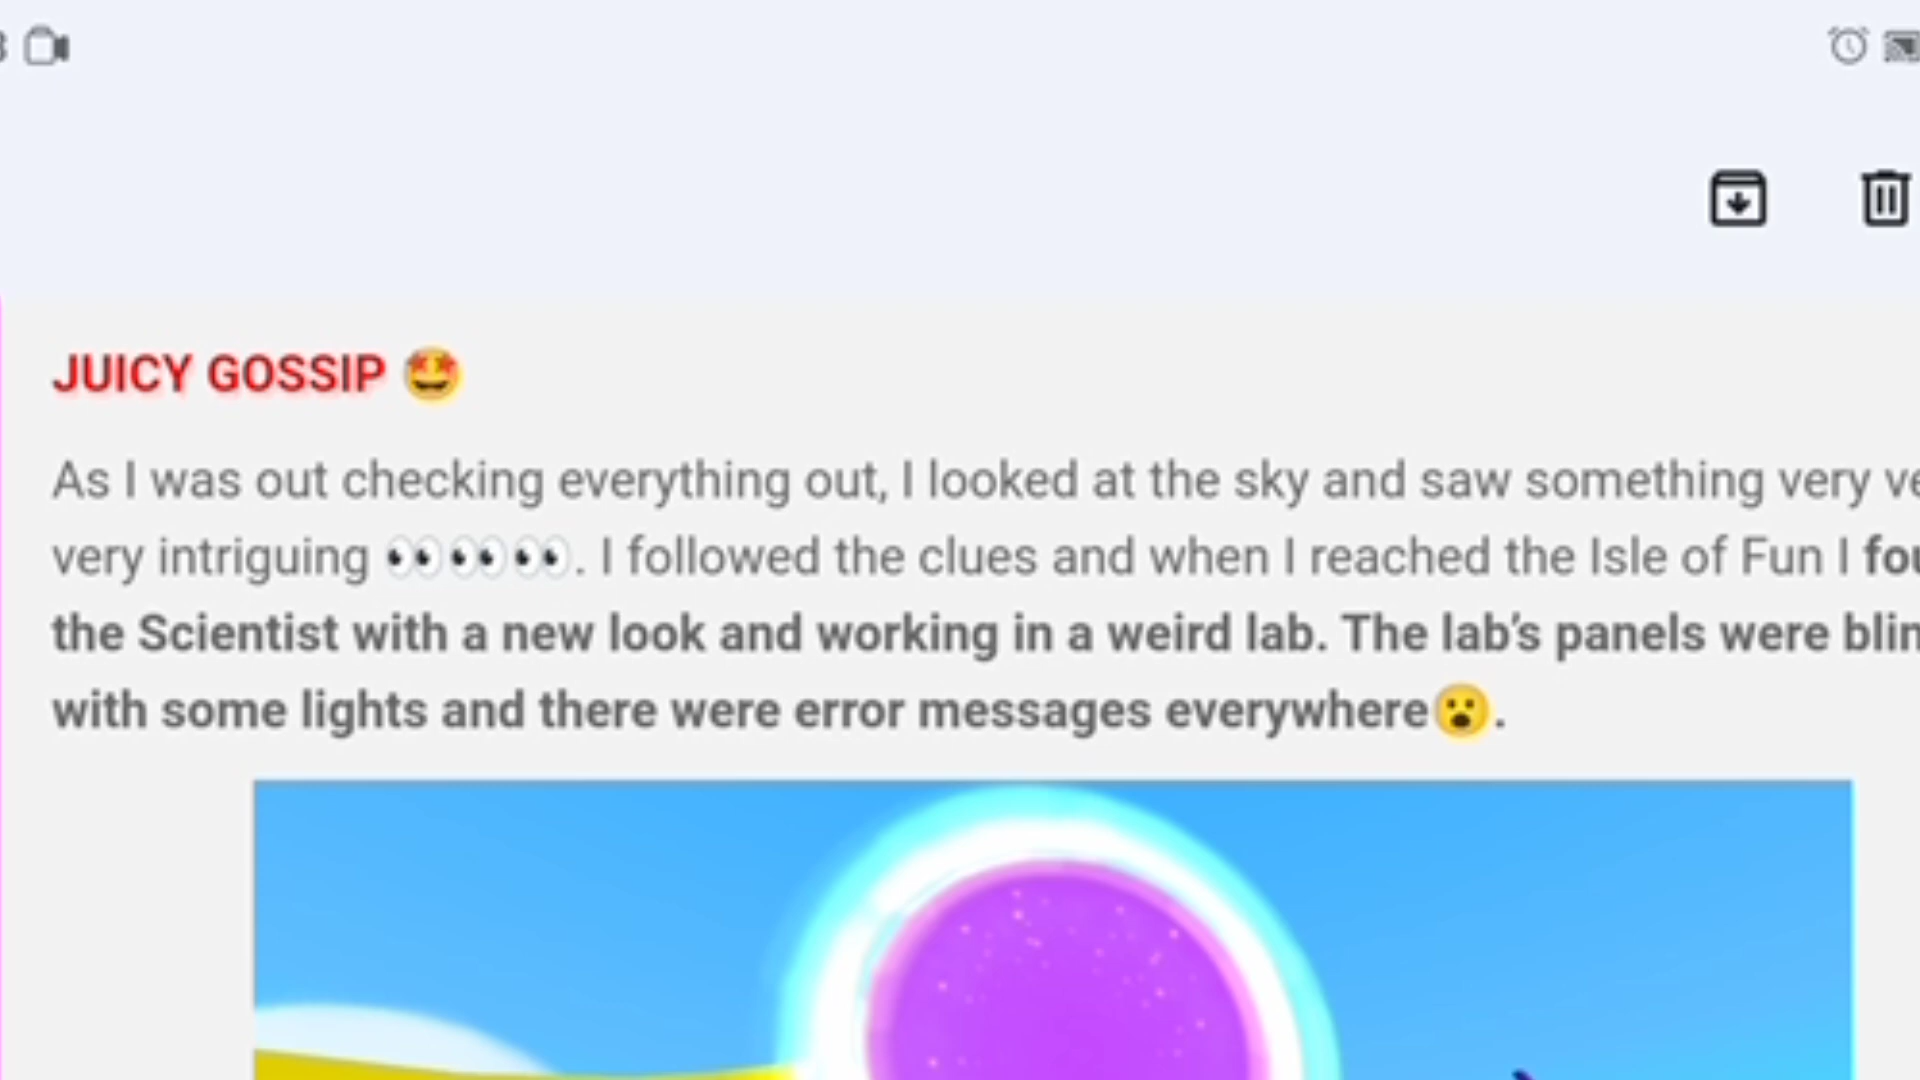 JUICY GOSSIP 🤩
As I was out checking everything out, I looked at the sky and saw something very
very intriguing 👀👀👀. I followed the clues and when I reached the Isle of Fun I
the Scientist with a new look and working in a weird lab. The lab’s panels were
with some lights and there were error messages everywhere😮.